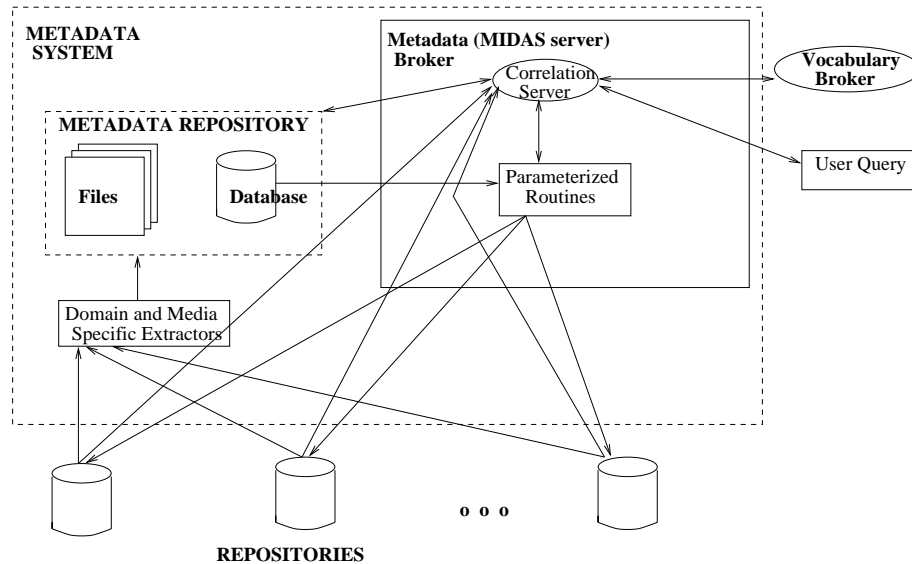 METADATA
SYSTEM
Metadata (MIDAS server)
Broker
Correlation
Server
Vocabulary
Broker
METADATA REPOSITORY
Files
Database
Parameterized
Routines
User Query
Domain and Media
Specific Extractors
o o o
REPOSITORIES